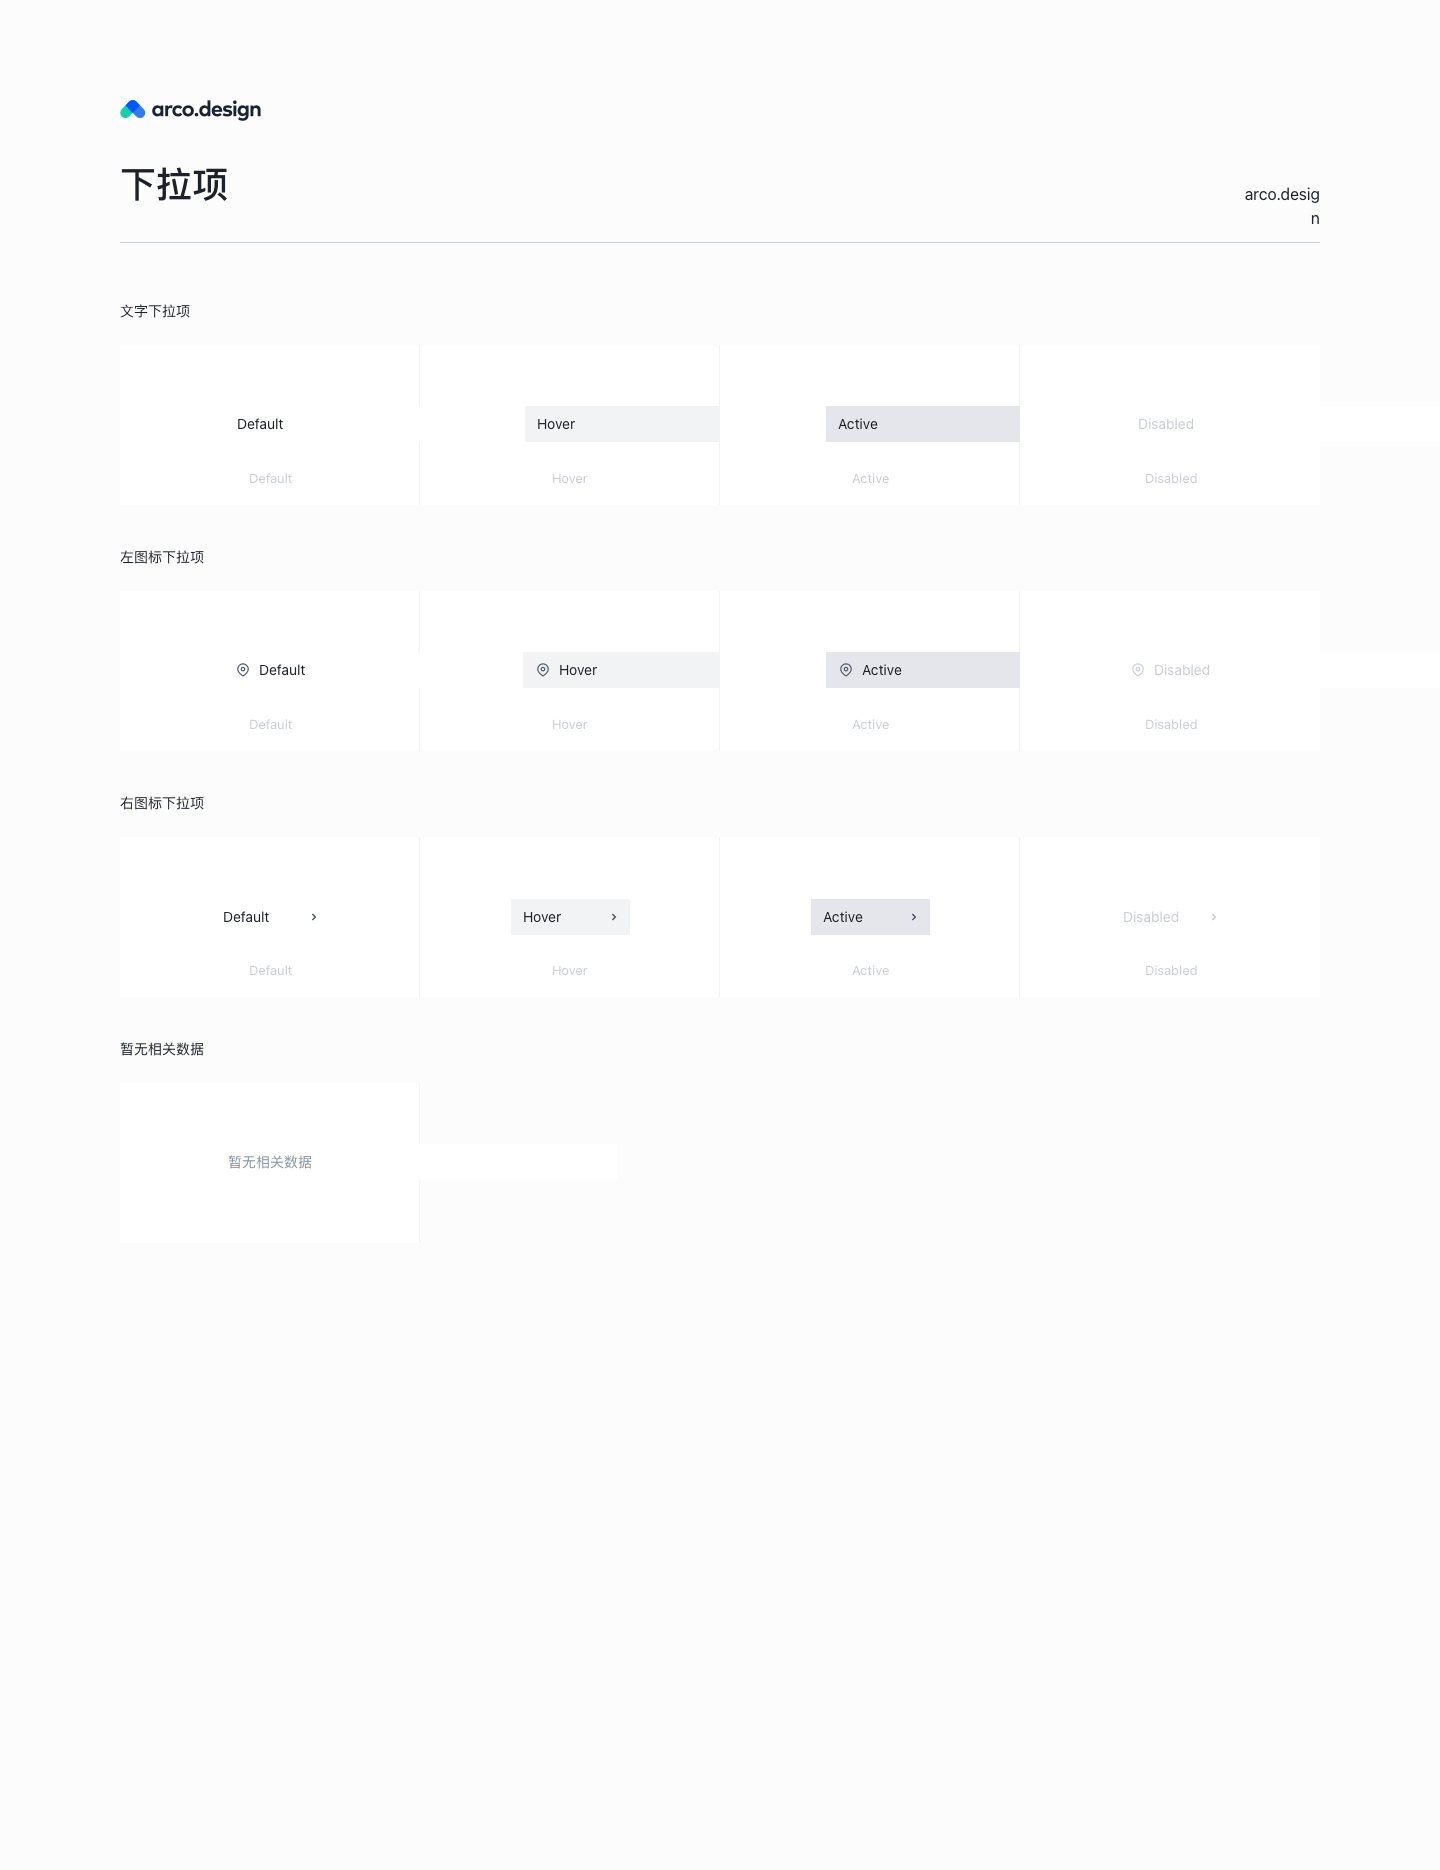 arco.design
下拉项
arco.desig
n
文字下拉项
Default
Hover
Active
Disabled
Default
Hover
Active
Disabled
左图标下拉项
Default
Hover
Active
Disabled
Default
Hover
Active
Disabled
右图标下拉项
Default
Hover
Active
Disabled
Default
Hover
Active
Disabled
暂无相关数据
暂无相关数据